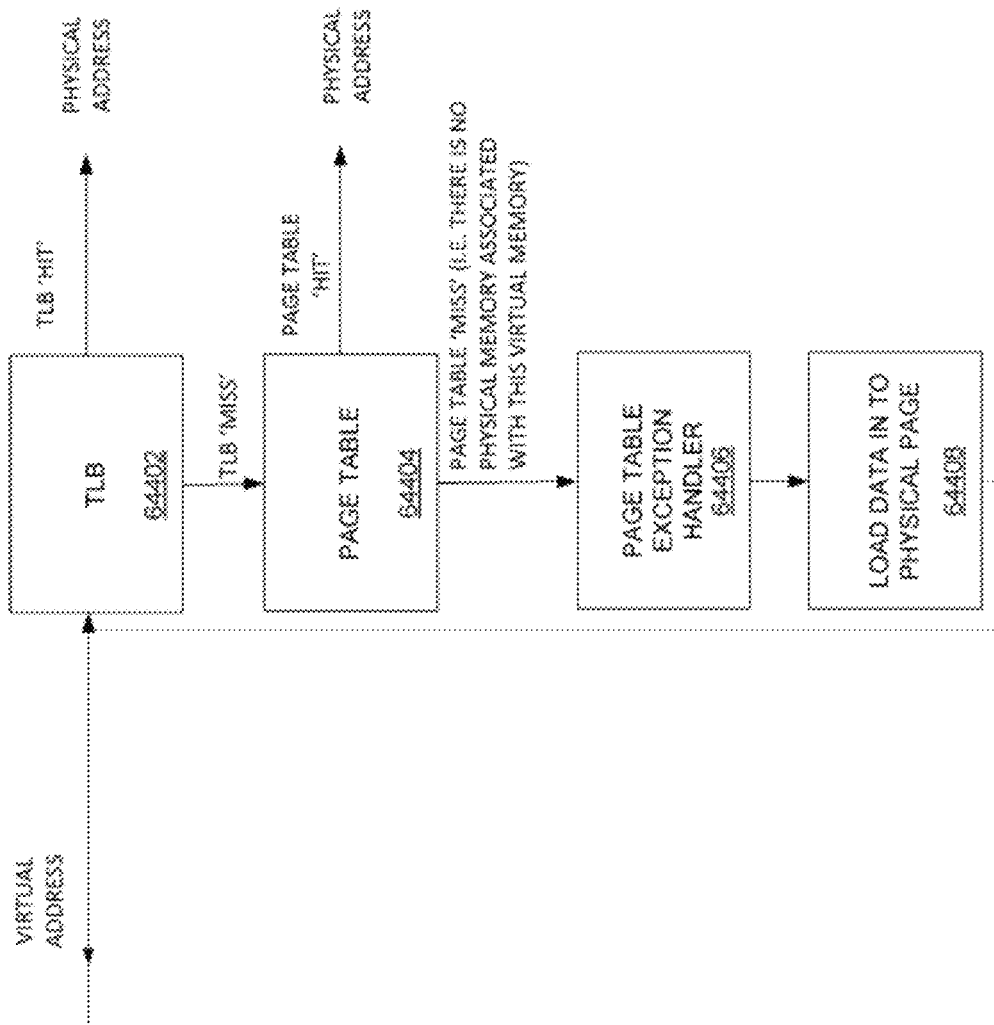 VIRTUAL
ADDRESS
TLB
64402
TLB 'HIT'
PHYSICAL
ADDRESS
TLB 'MISS'
PAGE TABLE
64404
PAGE TABLE
'HIT'
PHYSICAL
ADDRESS
PAGE TABLE 'MISS' (I.E. THERE IS NO
PHYSICAL MEMORY ASSOCIATED
WITH THIS VIRTUAL MEMORY)
PAGE TABLE
EXCEPTION
HANDLER
64406
LOAD DATA IN TO
PHYSICAL PAGE
64408